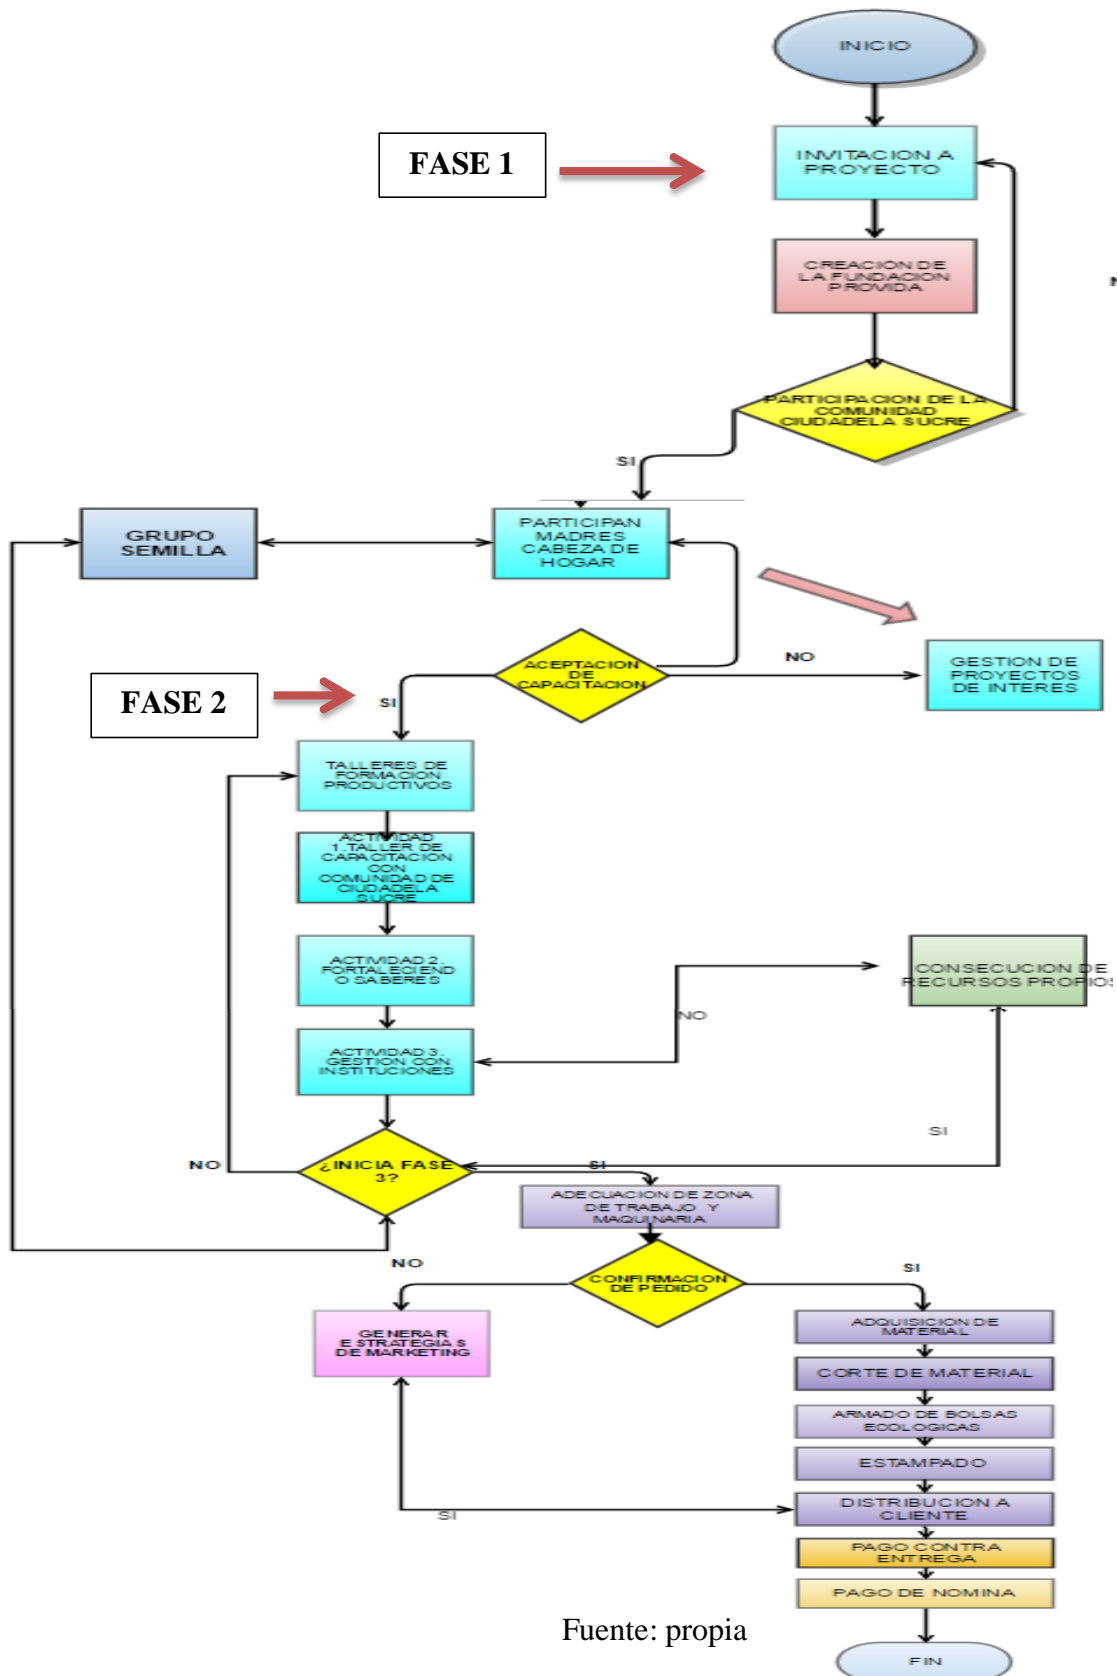 INICIO
FASE 1
INVITACION A
PROYECTO
CREACION DE
LA FUNDACION
PROVIDA
PARTICIPACION DE LA
COMUNIDAD
CIUDADELA SUCRE
SI
GRUPO
SEMILLA
PARTICIPAN
MADRES
CABEZA DE
HOGAR
ACEPTACION
DE
CAPACITACION
NO
GESTION DE
PROYECTOS
DE INTERES
FASE 2
SI
TALLERES DE
FORMACION
PRODUCTIVOS
ACTIVIDAD
1.TALLER DE
CAPACITACION
CON
COMUNIDAD DE
CIUDADELA
SUCRE
ACTIVIDAD 2.
FORTALECIEND
O SABERES
CONSECUCION DE
RECURSOS PROPIOS
NO
ACTIVIDAD 3.
GESTION CON
INSTITUCIONES
SI
NO
¿INICIA FASE
3?
SI
ADECUACION DE ZONA
DE TRABAJO Y
MAQUINARIA
NO
CONFIRMACION
DE PEDIDO
SI
GENERAR
ESTRATEGIAS
DE MARKETING
ADQUISICION DE
MATERIAL
CORTE DE MATERIAL
ARMADO DE BOLSAS
ECOLOGICAS
ESTAMPADO
SI
DISTRIBUCION A
CLIENTE
PAGO CONTRA
ENTREGA
PAGO DE NOMINA
Fuente: propia
FIN